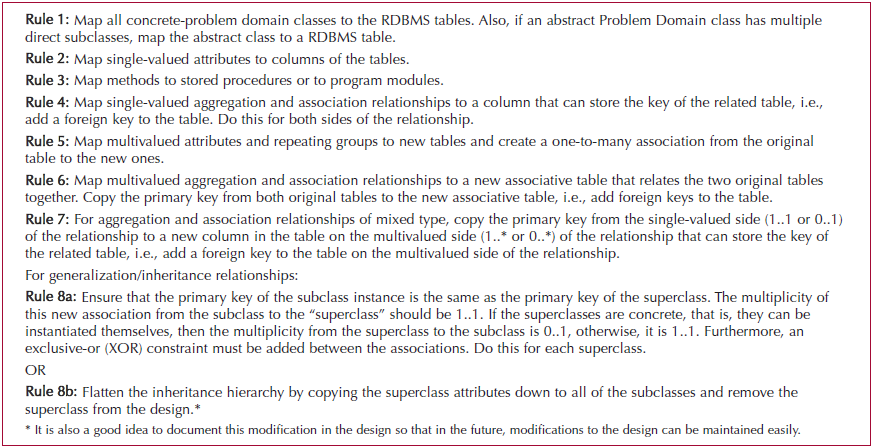 Rule 1: Map all concrete-problem domain classes to the RDBMS tables. Also, if an abstract Problem Domain class has multiple
direct subclasses, map the abstract class to a RDBMS table.
Rule 2: Map single-valued attributes to columns of the tables.
Rule 3: Map methods to stored procedures or to program modules.
Rule 4: Map single-valued aggregation and association relationships to a column that can store the key of the related table, i.e.,
add a foreign key to the table. Do this for both sides of the relationship.
Rule 5: Map multivalued attributes and repeating groups to new tables and create a one-to-many association from the original
table to the new ones.
Rule 6: Map multivalued aggregation and association relationships to a new associative table that relates the two original tables
together. Copy the primary key from both original tables to the new associative table, i.e., add foreign keys to the table.
Rule 7: For aggregation and association relationships of mixed type, copy the primary key from the single-valued side (1..1 or 0..1)
of the relationship to a new column in the table on the multivalued side (1..* or 0..*) of the relationship that can store the key of
the related table, i.e., add a foreign key to the table on the multivalued side of the relationship.
For generalization/inheritance relationships:
Rule 8a: Ensure that the primary key of the subclass instance is the same as the primary key of the superclass. The multiplicity of
this new association from the subclass to the “superclass” should be 1..1. If the superclasses are concrete, that is, they can be
instantiated themselves, then the multiplicity from the superclass to the subclass is 0..1, otherwise, it is 1..1. Furthermore, an
exclusive-or (XOR) constraint must be added between the associations. Do this for each superclass.
OR
Rule 8b: Flatten the inheritance hierarchy by copying the superclass attributes down to all of the subclasses and remove the
superclass from the design.*
* It is also a good idea to document this modification in the design so that in the future, modifications to the design can be maintained easily.